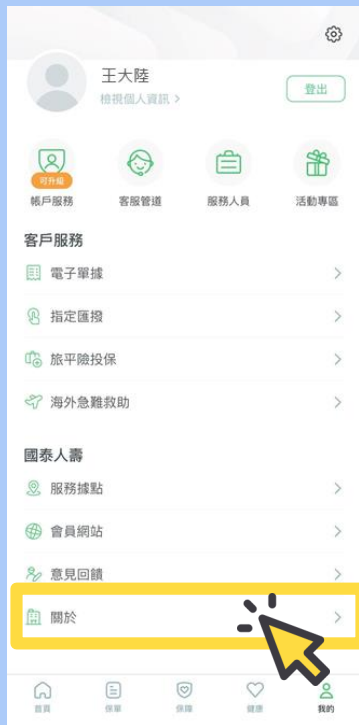 王大陸
檢視個人資訊 >
登出
可升級
帳戶服務
客服管道
服務人員
活動專區
客戶服務
電子單據
指定匯撥
旅平險投保
海外急難救助
國泰人壽
服務據點
會員網站
意見回饋
關於
首頁
保單
保障
健康
我的